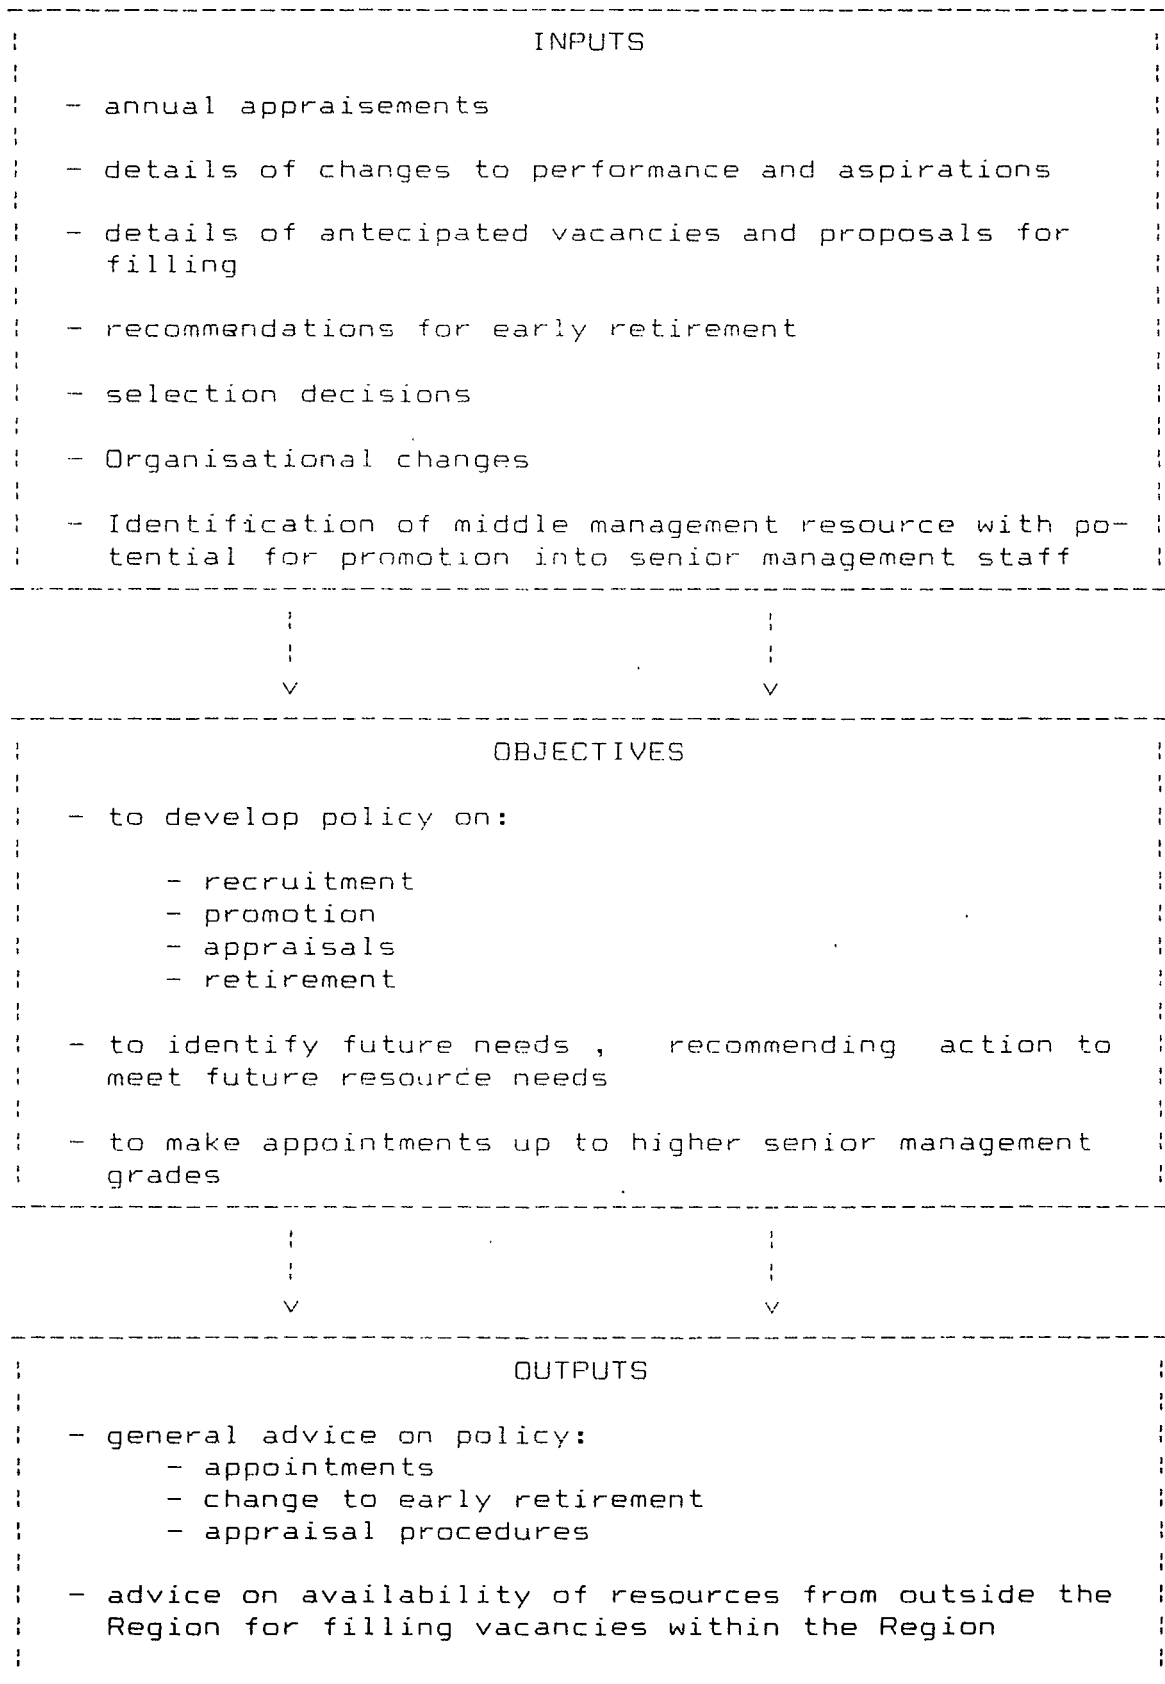 INPUTS
- annual appraisements
- details of changes to performance and aspirations
- details of antecipated vacancies and proposals for
filling
- recommendations for early retirement
- selection decisions
- Organisational changes
- Identification of middle management resource with po-
tential for promotion into senior management staff
OBJECTIVES
- to develop policy on:
- recruitment
- promotion
- appraisals
- retirement
- to identify future needs , recommending action to
meet future resource needs
- to make appointments up to higher senior management
grades
OUTPUTS
- general advice on policy:
- appointments
- change to early retirement
- appraisal procedures
- advice on availability of resources from outside the
Region for filling vacancies within the Region